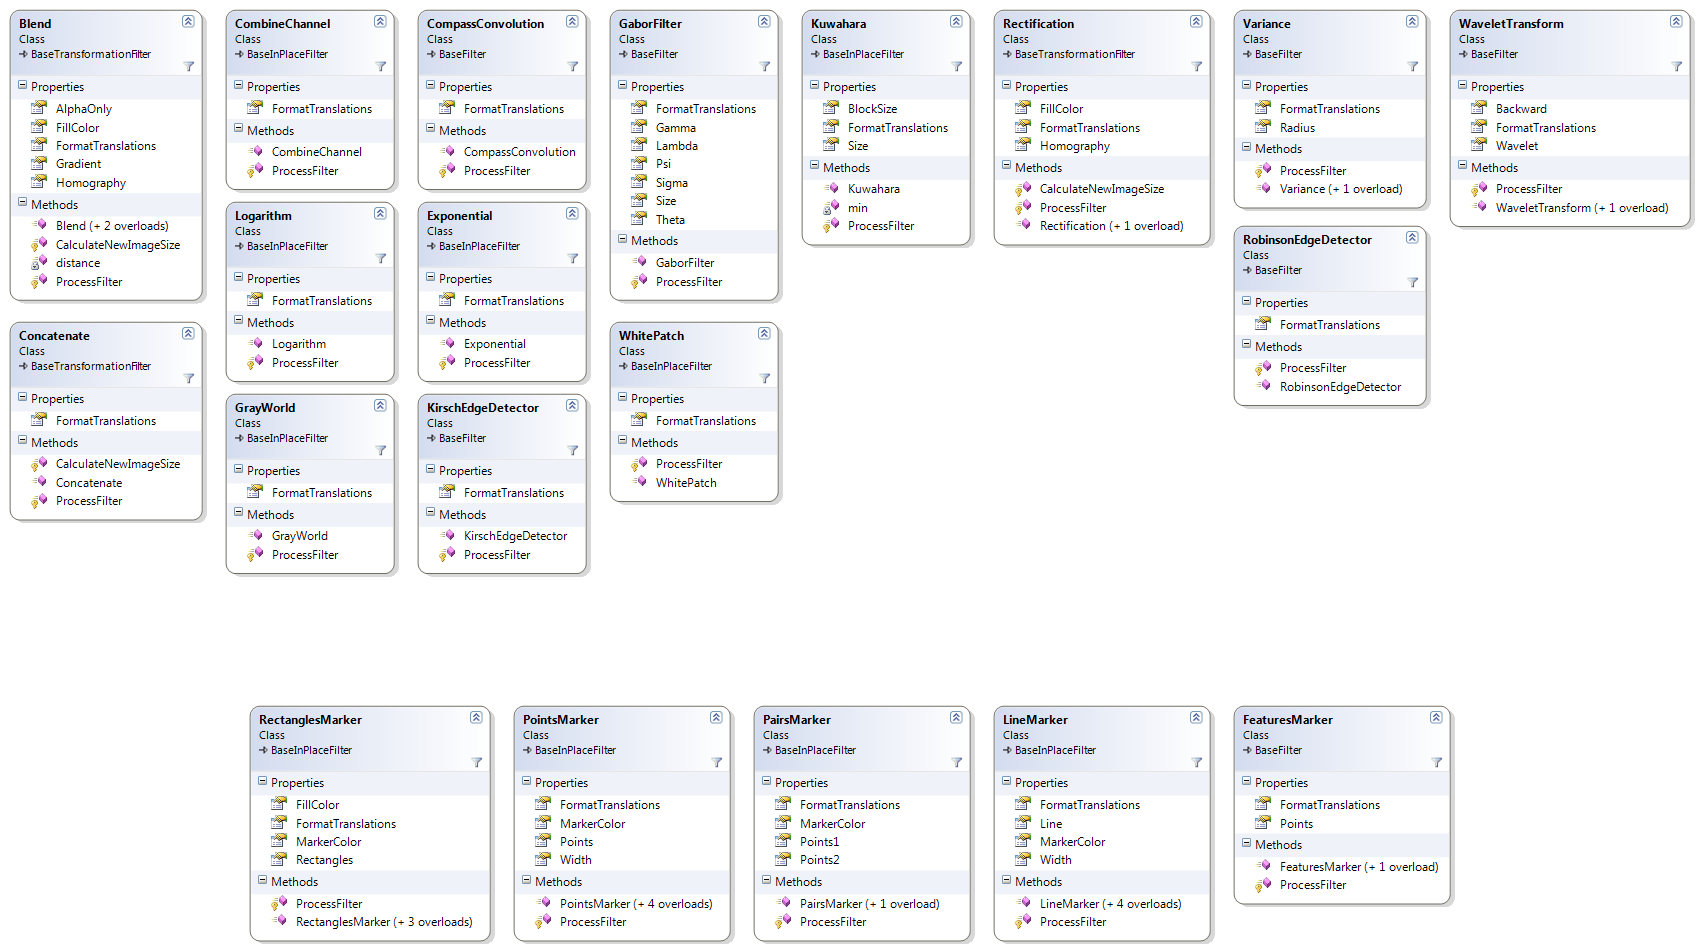 Blend
Class
BaseTransformationFilter
Properties
AlphaOnly
FillColor
FormatTranslations
Gradient
Homography
Methods
Blend (+ 2 overloads)
CalculateNewImageSize
distance
ProcessFilter
Concatenate
Class
BaseTransformationFilter
Properties
FormatTranslations
Methods
CalculateNewImageSize
Concatenate
ProcessFilter
CombineChannel
Class
BaseInPlaceFilter
Properties
FormatTranslations
Methods
CombineChannel
ProcessFilter
Logarithm
Class
BaseInPlaceFilter
Properties
FormatTranslations
Methods
Logarithm
ProcessFilter
GrayWorld
Class
BaseInPlaceFilter
Properties
FormatTranslations
Methods
GrayWorld
ProcessFilter
CompassConvolution
Class
BaseFilter
Properties
FormatTranslations
Methods
CompassConvolution
ProcessFilter
Exponential
Class
BaseInPlaceFilter
Properties
FormatTranslations
Methods
Exponential
ProcessFilter
KirschEdgeDetector
Class
BaseFilter
Properties
FormatTranslations
Methods
KirschEdgeDetector
ProcessFilter
GaborFilter
Class
BaseFilter
Properties
FormatTranslations
Gamma
Lambda
Psi
Sigma
Size
Theta
Methods
GaborFilter
ProcessFilter
WhitePatch
Class
BaseInPlaceFilter
Properties
FormatTranslations
Methods
ProcessFilter
WhitePatch
Kuwahara
Class
BaseInPlaceFilter
Properties
BlockSize
FormatTranslations
Size
Methods
Kuwahara
min
ProcessFilter
Rectification
Class
BaseTransformationFilter
Properties
FillColor
FormatTranslations
Homography
Methods
CalculateNewImageSize
ProcessFilter
Rectification (+ 1 overload)
Variance
Class
BaseFilter
Properties
FormatTranslations
Radius
Methods
ProcessFilter
Variance (+ 1 overload)
RobinsonEdgeDetector
Class
BaseFilter
Properties
FormatTranslations
Methods
ProcessFilter
RobinsonEdgeDetector
WaveletTransform
Class
BaseFilter
Properties
Backward
FormatTranslations
Wavelet
Methods
ProcessFilter
WaveletTransform (+ 1 overload)
RectanglesMarker
Class
BaseInPlaceFilter
Properties
FillColor
FormatTranslations
MarkerColor
Rectangles
Methods
ProcessFilter
RectanglesMarker (+ 3 overloads)
PointsMarker
Class
BaseInPlaceFilter
Properties
FormatTranslations
MarkerColor
Points
Width
Methods
PointsMarker (+ 4 overloads)
ProcessFilter
PairsMarker
Class
BaseInPlaceFilter
Properties
FormatTranslations
MarkerColor
Points1
Points2
Methods
PairsMarker (+ 1 overload)
ProcessFilter
LineMarker
Class
BaseInPlaceFilter
Properties
FormatTranslations
Line
MarkerColor
Width
Methods
LineMarker (+ 4 overloads)
ProcessFilter
FeaturesMarker
Class
BaseFilter
Properties
FormatTranslations
Points
Methods
FeaturesMarker (+ 1 overload)
ProcessFilter